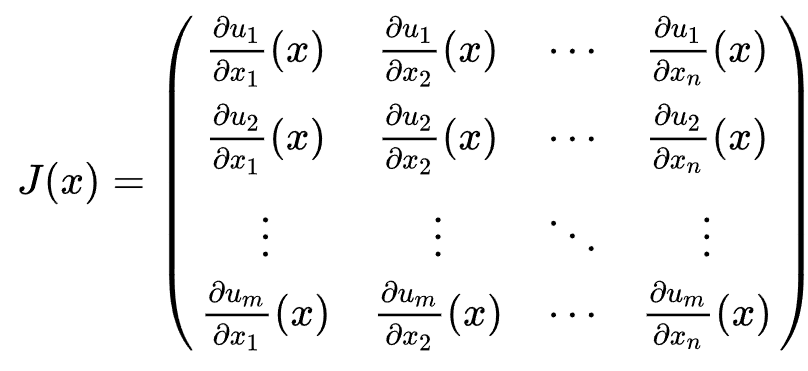 J(x) = \begin{pmatrix} \frac{\partial u_1}{\partial x_1}(x) & \frac{\partial u_1}{\partial x_2}(x) & \cdots & \frac{\partial u_1}{\partial x_n}(x) \\ \frac{\partial u_2}{\partial x_1}(x) & \frac{\partial u_2}{\partial x_2}(x) & \cdots & \frac{\partial u_2}{\partial x_n}(x) \\ \vdots & \vdots & \ddots & \vdots \\ \frac{\partial u_m}{\partial x_1}(x) & \frac{\partial u_m}{\partial x_2}(x) & \cdots & \frac{\partial u_m}{\partial x_n}(x) \end{pmatrix}